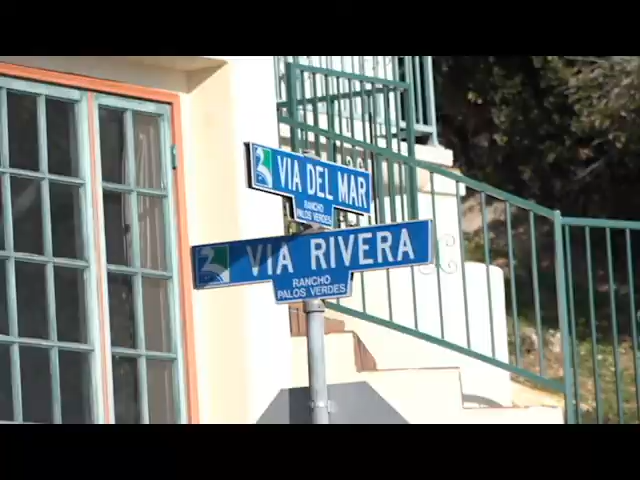 VIA DEL MAR
RANCHO
PALOS VERDES
VIA RIVERA
RANCHO
PALOS VERDES